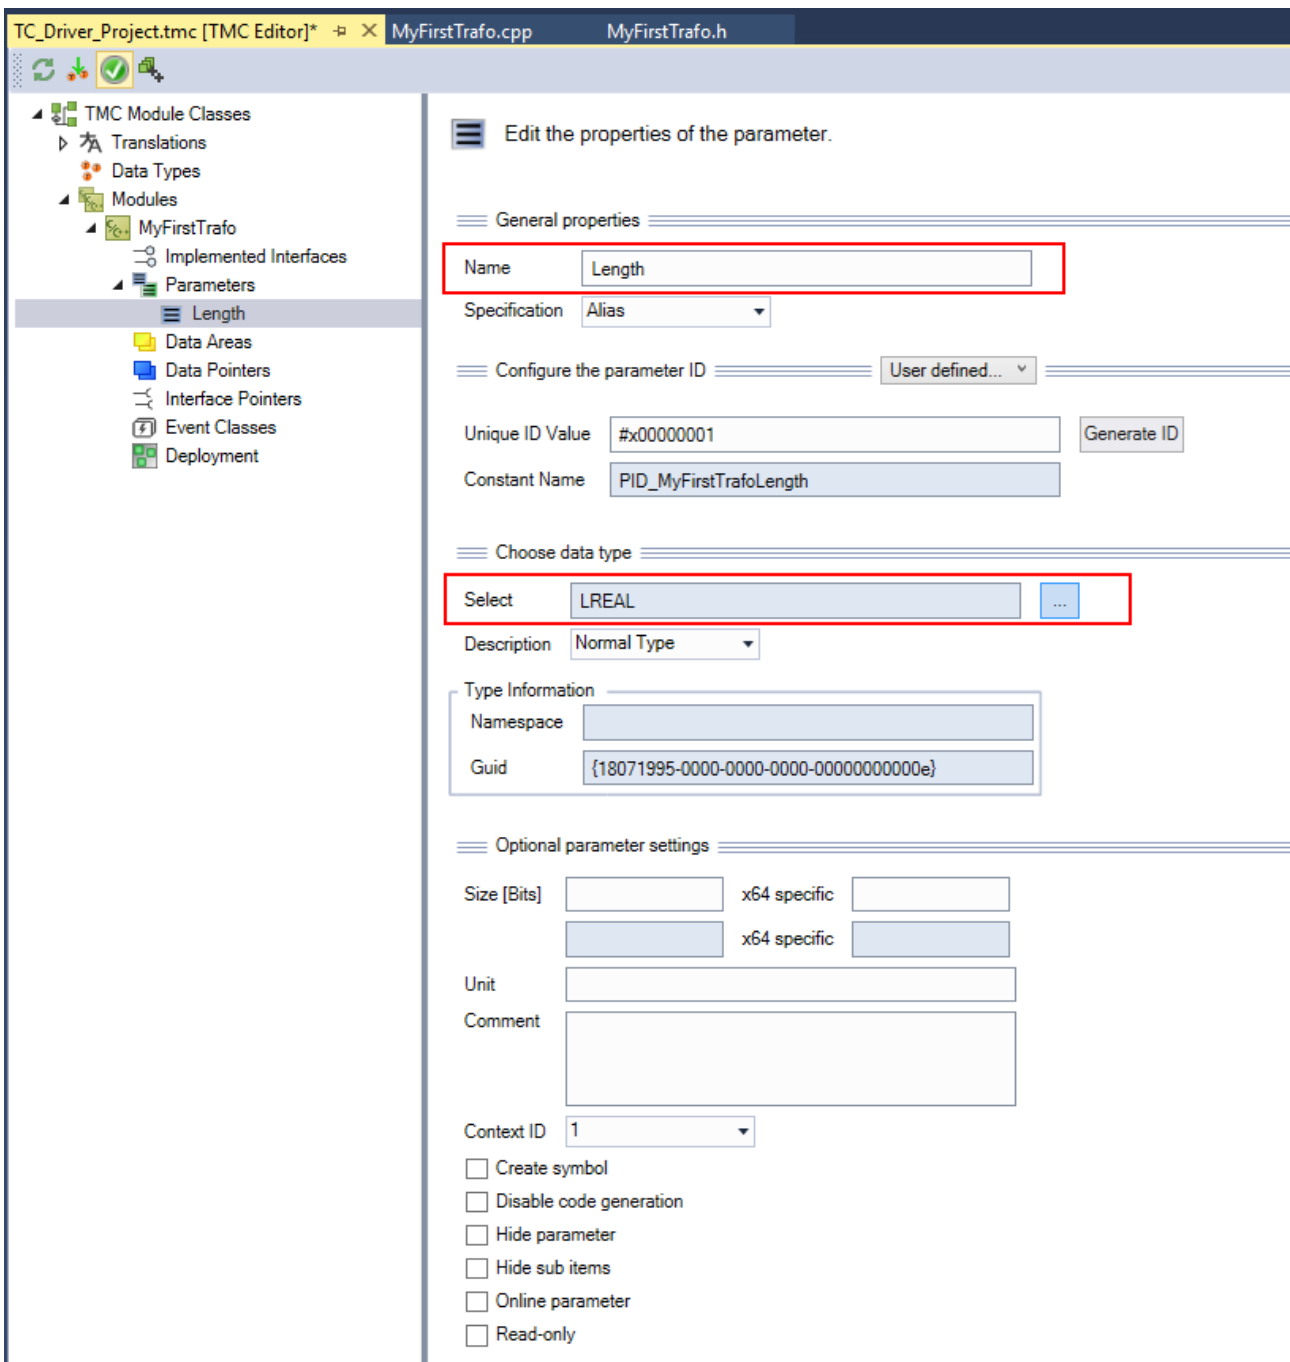 TC_Driver_Project.tmc [TMC Editor]* MyFirstTrafo.cpp MyFirstTrafo.h
TMC Module Classes
Translations
Data Types
Modules
MyFirstTrafo
Implemented Interfaces
Parameters
Length
Data Areas
Data Pointers
Interface Pointers
Event Classes
Deployment
Edit the properties of the parameter.
General properties
Name Length
Specification Alias
Configure the parameter ID User defined...
Unique ID Value #x00000001 Generate ID
Constant Name PID_MyFirstTrafoLength
Choose data type
Select LREAL ...
Description Normal Type
Type Information
Namespace
Guid {18071995-0000-0000-0000-00000000000e}
Optional parameter settings
Size [Bits] x64 specific
x64 specific
Unit
Comment
Context ID 1
Create symbol
Disable code generation
Hide parameter
Hide sub items
Online parameter
Read-only